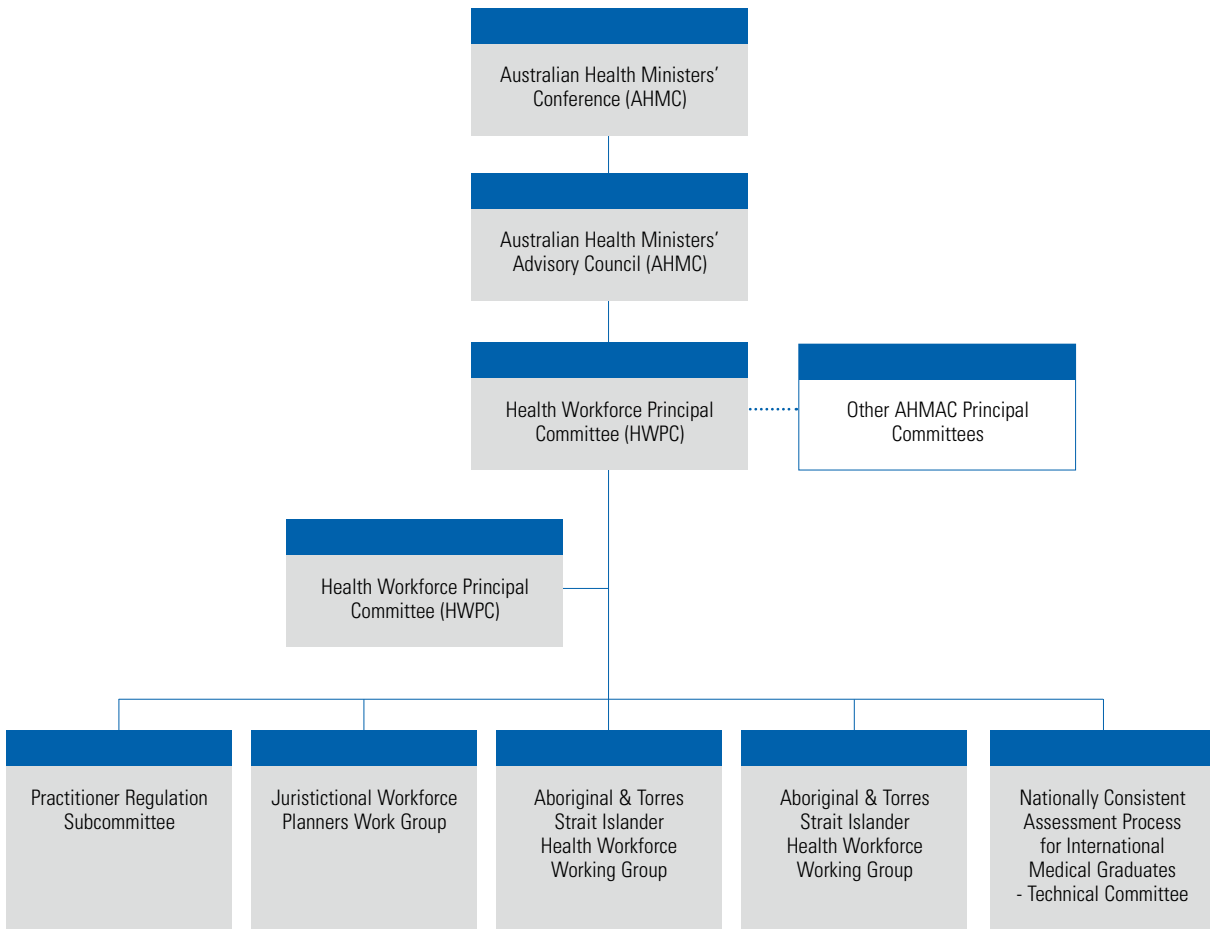 Australian Health Ministers’
Conference (AHMC)
Australian Health Ministers’
Advisory Council (AHMC)
Health Workforce Principal
Committee (HWPC)
Other AHMAC Principal
Committees
Health Workforce Principal
Committee (HWPC)
Practitioner Regulation
Subcommittee
Juristictional Workforce
Planners Work Group
Aboriginal & Torres
Strait Islander
Health Workforce
Working Group
Aboriginal & Torres
Strait Islander
Health Workforce
Working Group
Nationally Consistent
Assessment Process
for International
Medical Graduates
- Technical Committee